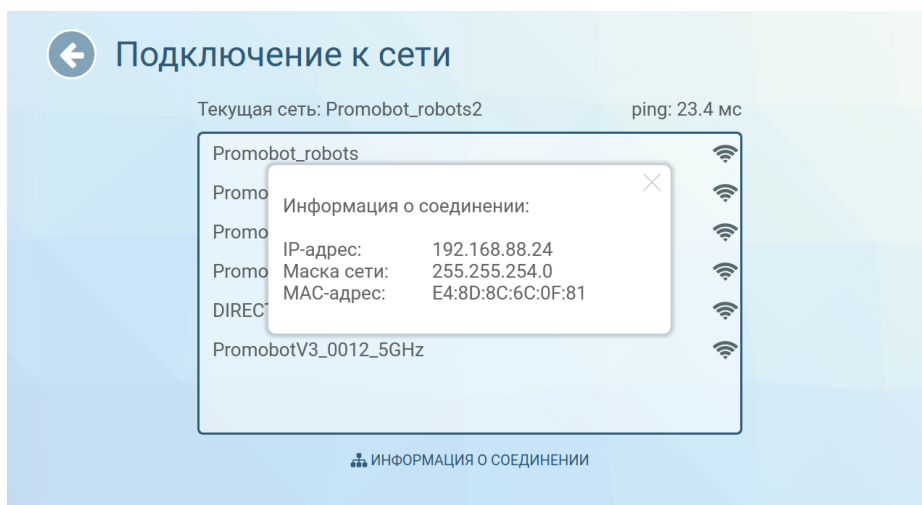 Подключение к сети
Текущая сеть: Promobot_robots2 ping: 23.4 мс
Promobot_robots
Promo
Promo
Promo
DIREC
PromobotV3_0012_5GHz
Информация о соединении:
IP-адрес: 192.168.88.24
Маска сети: 255.255.254.0
MAC-адрес: E4:8D:8C:6C:0F:81
ИНФОРМАЦИЯ О СОЕДИНЕНИИ